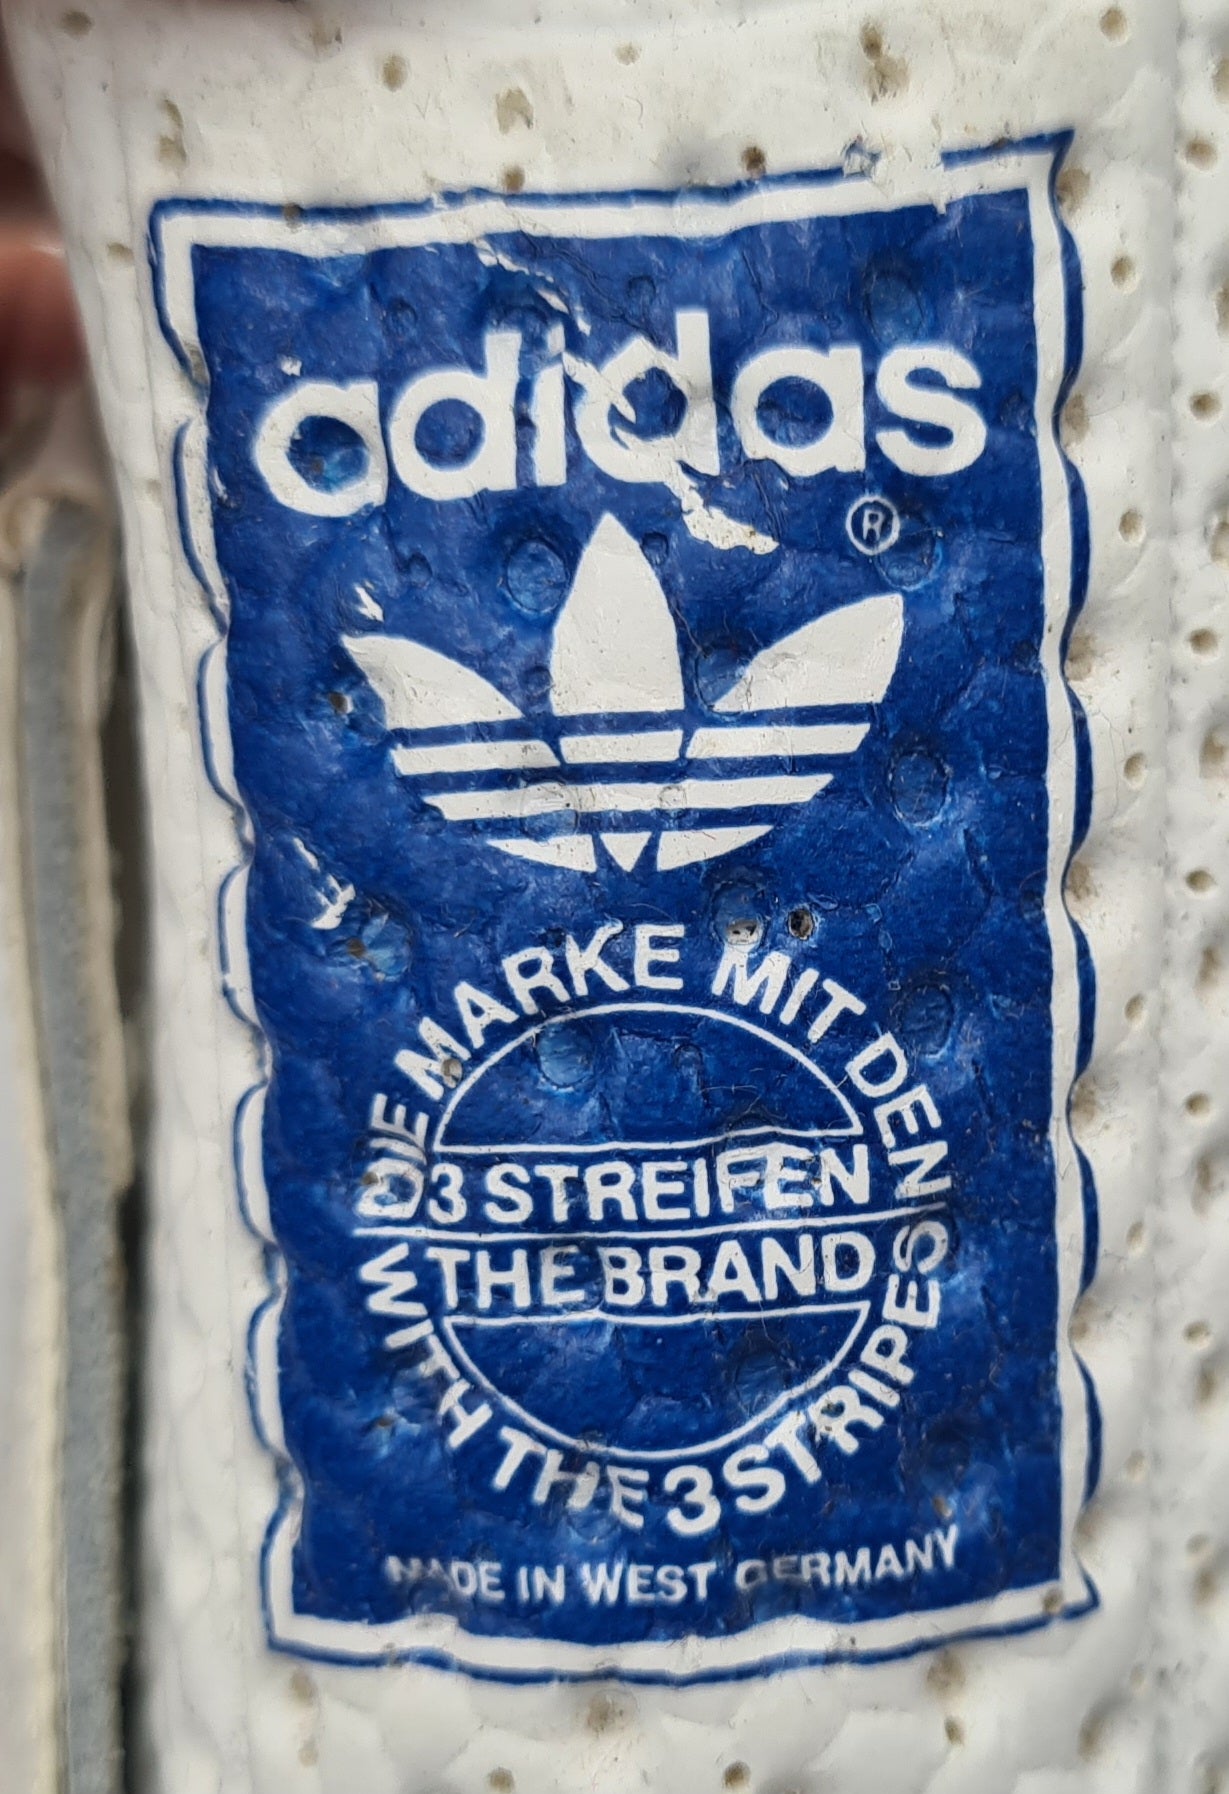 adidas
®
DIE MARKE MIT DEN
3 STREIFEN
THE BRAND
WITH THE 3 STRIPES
MADE IN WEST GERMANY